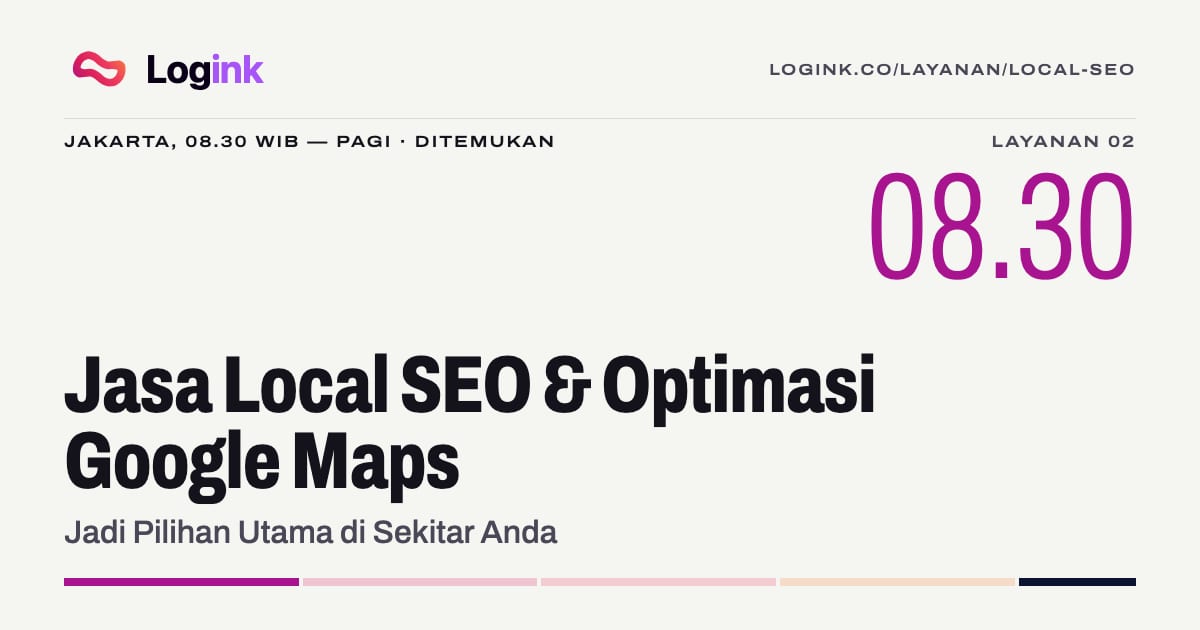 Logink
LOGINK.CO/LAYANAN/LOCAL-SEO
JAKARTA, 08.30 WIB — PAGI · DITEMUKAN
LAYANAN 02
08.30
Jasa Local SEO & Optimasi
Google Maps
Jadi Pilihan Utama di Sekitar Anda